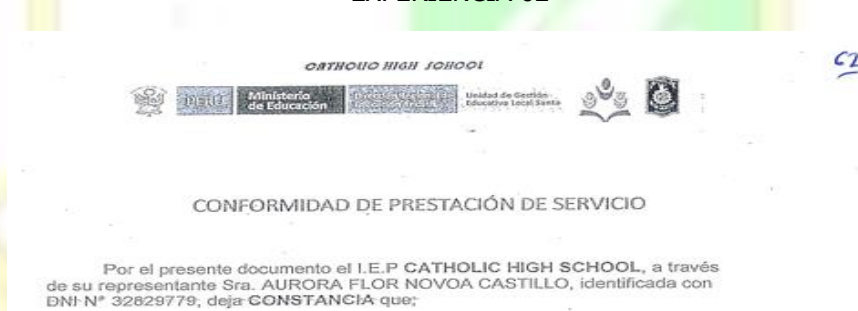 CATHOLIC HIGH SCHOOL
PERÚ
Ministerio
de Educación
Unidad de Gestión
Educativa Local Santa
CONFORMIDAD DE PRESTACIÓN DE SERVICIO
Por el presente documento el I.E.P CATHOLIC HIGH SCHOOL, a través
de su representante Sra. AURORA FLOR NOVOA CASTILLO, identificada con
DNI N° 32829779, deja CONSTANCIA que;